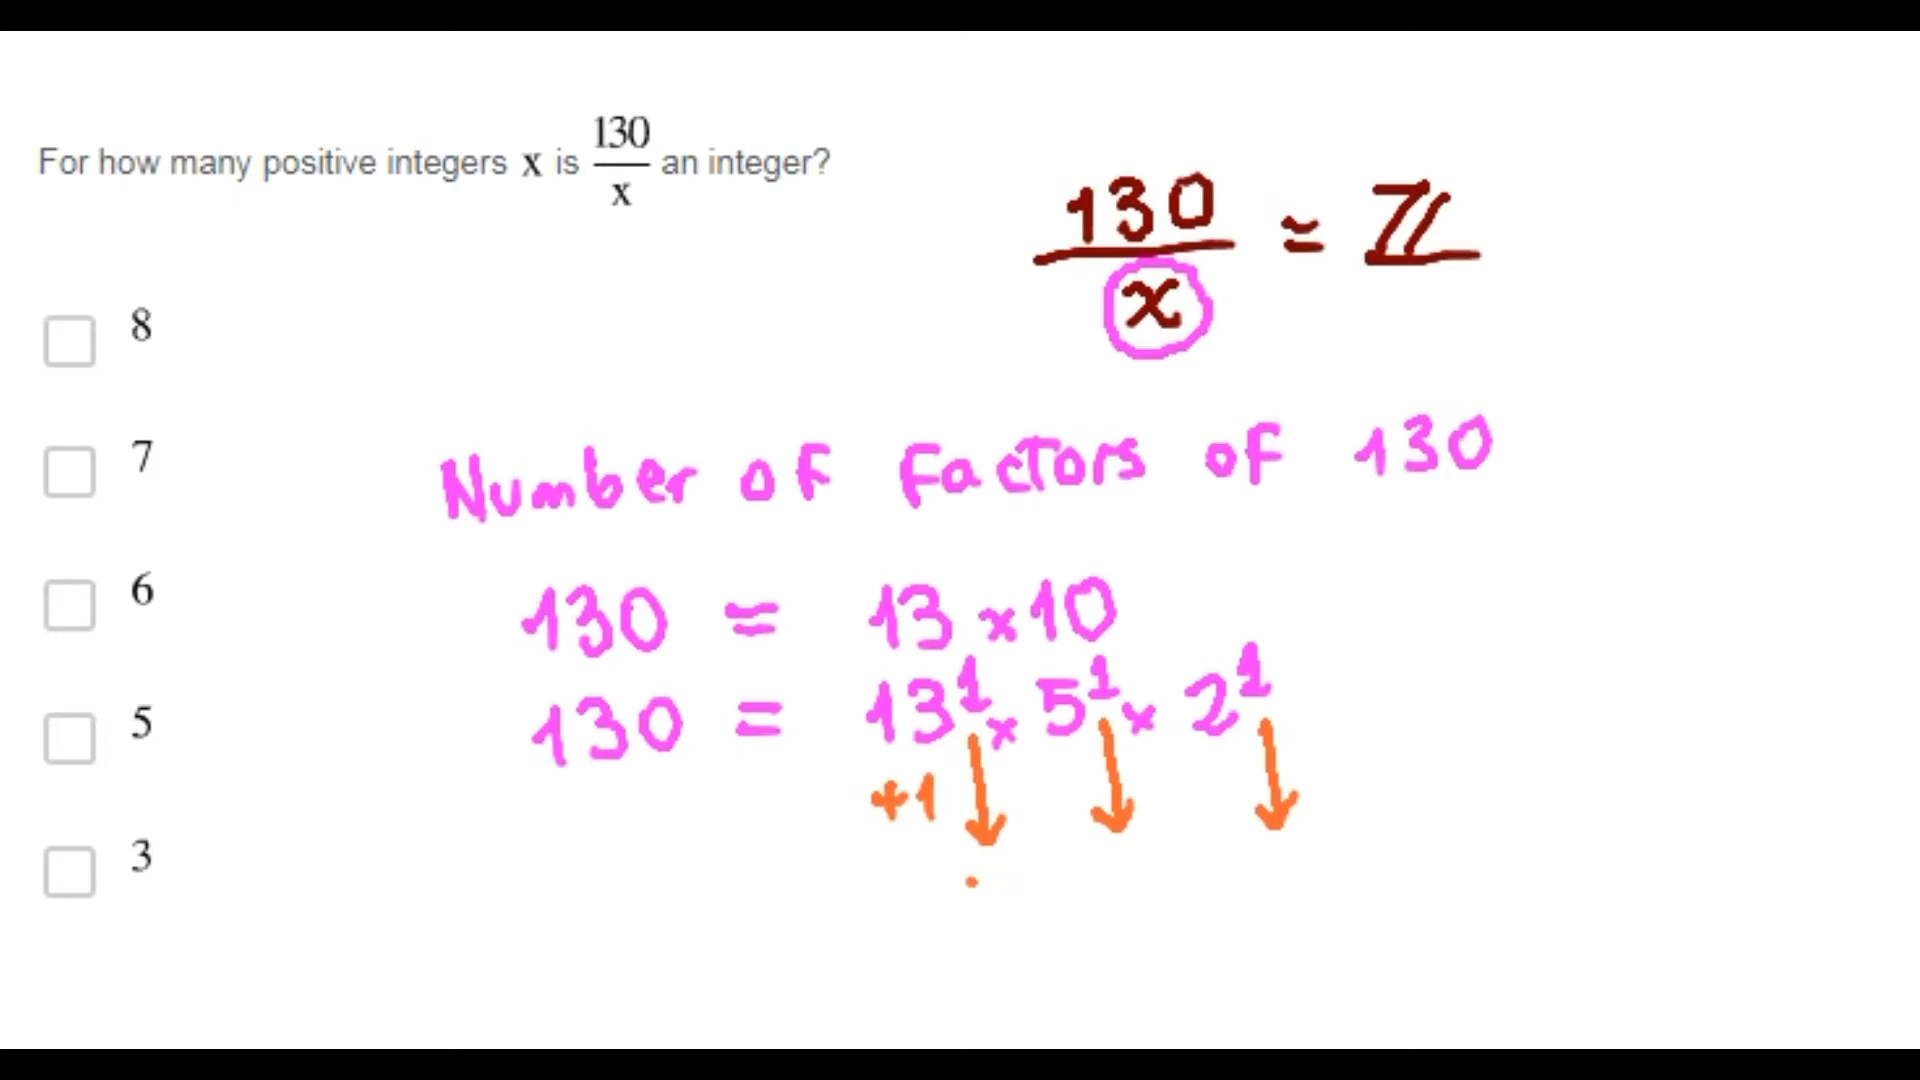 For how many positive integers x is 130/x an integer?
130/x = ℤ
8
7
Number of factors of 130
6
130 = 13 × 10
5
130 = 13¹ × 5¹ × 2¹
+1
3